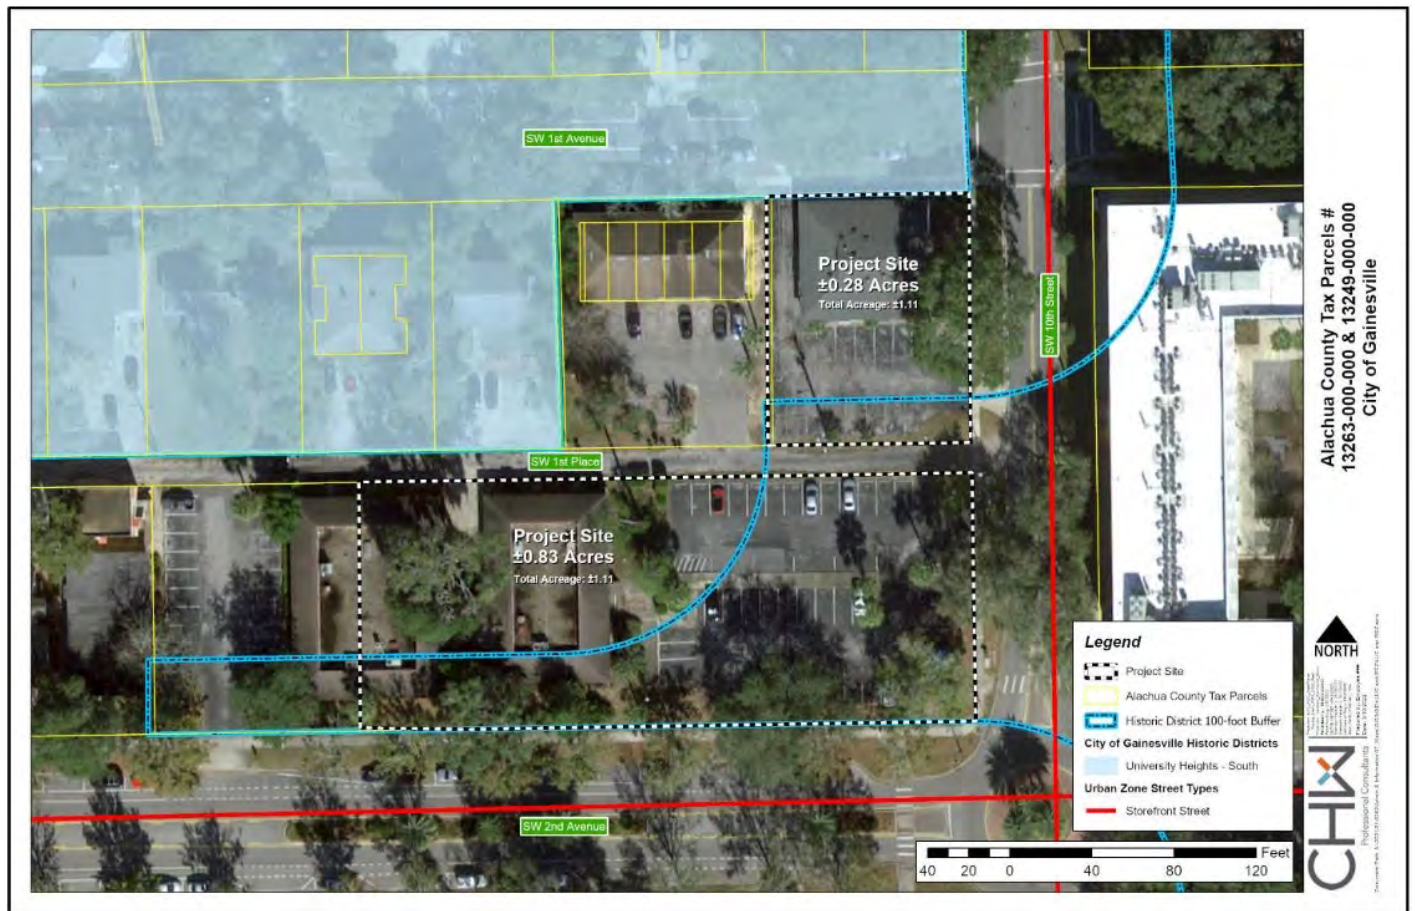 SW 1st Avenue
Project Site
±0.28 Acres
Total Acreage: ±1.11
SW 10th Street
SW 1st Place
Project Site
±0.83 Acres
Total Acreage: ±1.11
SW 2nd Avenue
Legend
Project Site
Alachua County Tax Parcels
Historic District 100-foot Buffer
City of Gainesville Historic Districts
University Heights - South
Urban Zone Street Types
Storefront Street
40 20 0 40 80 120 Feet
Alachua County Tax Parcels #
13263-000-000 & 13249-000-000
City of Gainesville
NORTH
CHW
Professional Consultants